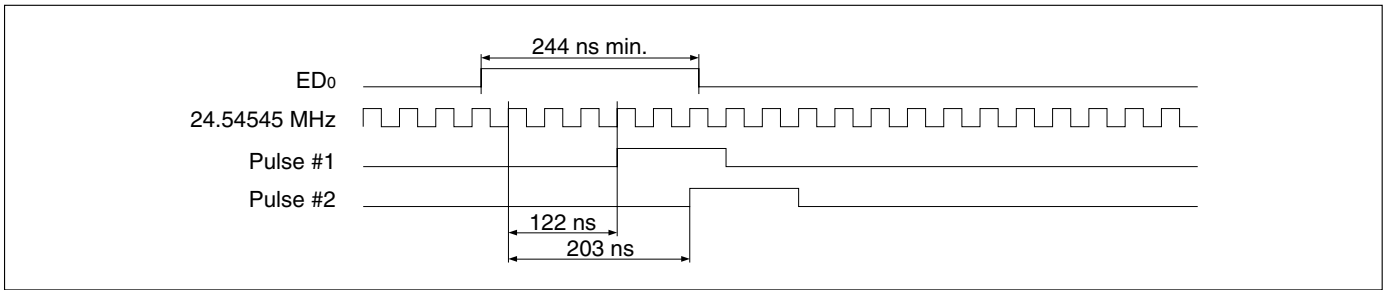 244 ns min.
ED0
24.54545 MHz
Pulse #1
Pulse #2
122 ns
203 ns